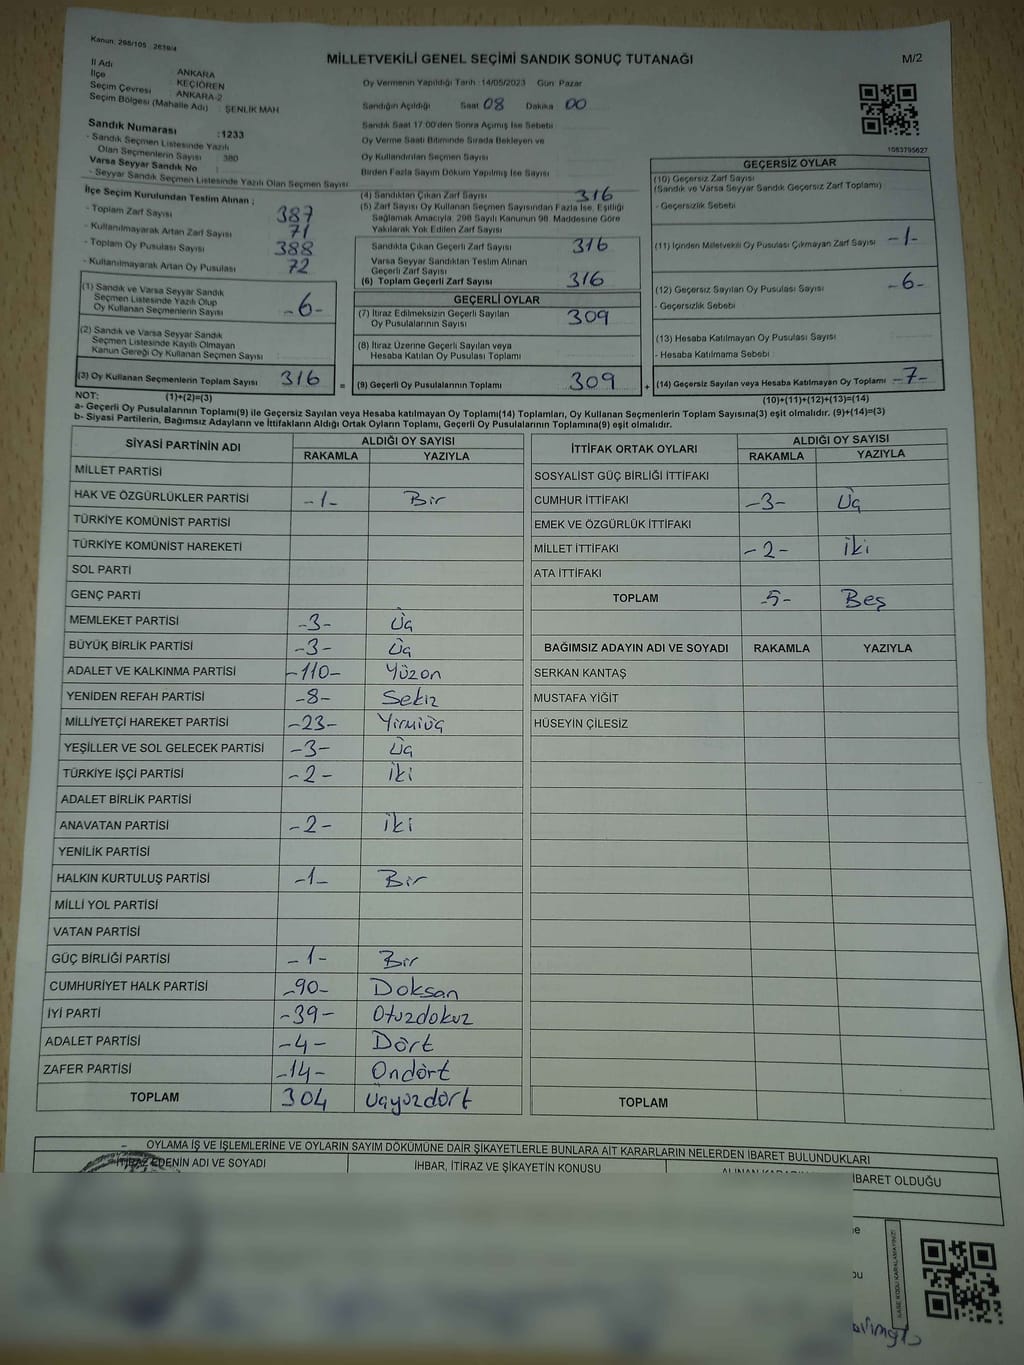 Kanun: 298/105 . 2839/4
MİLLETVEKİLİ GENEL SEÇİMİ SANDIK SONUÇ TUTANAĞI
M/2
İl Adı ANKARA
İlçe KEÇİÖREN
Seçim Çevresi : ANKARA-2
Seçim Bölgesi (Mahalle Adı) : ŞENLİK MAH
Sandık Numarası :1233
- Sandık Seçmen Listesinde Yazılı
Olan Seçmenlerin Sayısı : 380
Varsa Seyyar Sandık No
- Seyyar Sandık Seçmen Listesinde Yazılı Olan Seçmen Sayısı
Oy Vermenin Yapıldığı Tarih :14/05/2023 Gün: Pazar
Sandığın Açıldığı Saat 08 Dakika 00
Sandık Saat 17:00'den Sonra Açımış İse Sebebi
Oy Verme Saati Bitiminde Sırada Bekleyen ve
Oy Kullandırılan Seçmen Sayısı
Birden Fazla Sayım Döküm Yapılmış İse Sebebi
1083795627
İlçe Seçim Kurulundan Teslim Alınan ;
- Toplam Zarf Sayısı 387
- Kullanılmayarak Artan Zarf Sayısı 71
- Toplam Oy Pusulası Sayısı 388
- Kullanılmayarak Artan Oy Pusulası 72
(1) Sandık ve Varsa Seyyar Sandık
Seçmen Listesinde Yazılı Olup
Oy Kullanan Seçmenlerin Sayısı -6-
(2) Sandık ve Varsa Seyyar Sandık
Seçmen Listesinde Kayıtlı Olmayan
Kanun Gereği Oy Kullanan Seçmen Sayısı
(3) Oy Kullanan Seçmenlerin Toplam Sayısı 316 =
(4) Sandıktan Çıkan Zarf Sayısı 316
(5) Zarf Sayısı Oy Kullanan Seçmen Sayısından Fazla İse, Eşitliği
Sağlamak Amacıyla, 298 Sayılı Kanunun 98. Maddesine Göre
Yakılarak Yok Edilen Zarf Sayısı
Sandıkta Çıkan Geçerli Zarf Sayısı 316
Varsa Seyyar Sandıktan Teslim Alınan
Geçerli Zarf Sayısı
(6) Toplam Geçerli Zarf Sayısı 316
GEÇERLİ OYLAR
(7) İtiraz Edilmeksizin Geçerli Sayılan
Oy Pusulalarının Sayısı 309
(8) İtiraz Üzerine Geçerli Sayılan veya
Hesaba Katılan Oy Pusulası Toplamı
(9) Geçerli Oy Pusulalarının Toplamı 309 +
GEÇERSİZ OYLAR
(10) Geçersiz Zarf Sayısı
(Sandık ve Varsa Seyyar Sandık Geçersiz Zarf Toplamı)
- Geçersizlik Sebebi
(11) İçinden Milletvekili Oy Pusulası Çıkmayan Zarf Sayısı -1-
(12) Geçersiz Sayılan Oy Pusulası Sayısı -6-
- Geçersizlik Sebebi
(13) Hesaba Katılmayan Oy Pusulası Sayısı
- Hesaba Katılmama Sebebi
(14) Geçersiz Sayılan veya Hesaba Katılmayan Oy Toplamı -7-
NOT: (1)+(2)=(3) (10)+(11)+(12)+(13)=(14)
a- Geçerli Oy Pusulalarının Toplamı(9) ile Geçersiz Sayılan veya Hesaba katılmayan Oy Toplamı(14) Toplamları, Oy Kullanan Seçmenlerin Toplam Sayısına(3) eşit olmalıdır. (9)+(14)=(3)
b- Siyasi Partilerin, Bağımsız Adayların ve İttifakların Aldığı Ortak Oyların Toplamı, Geçerli Oy Pusulalarının Toplamına(9) eşit olmalıdır.
SİYASİ PARTİNİN ADI ALDIĞI OY SAYISI
RAKAMLA YAZIYLA
MİLLET PARTİSİ
HAK VE ÖZGÜRLÜKLER PARTİSİ -1- Bir
TÜRKİYE KOMÜNİST PARTİSİ
TÜRKİYE KOMÜNİST HAREKETİ
SOL PARTİ
GENÇ PARTİ
MEMLEKET PARTİSİ -3- Üç
BÜYÜK BİRLİK PARTİSİ -3- Üç
ADALET VE KALKINMA PARTİSİ -110- Yüzon
YENİDEN REFAH PARTİSİ -8- Sekiz
MİLLİYETÇİ HAREKET PARTİSİ -23- Yirmiüç
YEŞİLLER VE SOL GELECEK PARTİSİ -3- Üç
TÜRKİYE İŞÇİ PARTİSİ -2- İki
ADALET BİRLİK PARTİSİ
ANAVATAN PARTİSİ -2- İki
YENİLİK PARTİSİ
HALKIN KURTULUŞ PARTİSİ -1- Bir
MİLLİ YOL PARTİSİ
VATAN PARTİSİ
GÜÇ BİRLİĞİ PARTİSİ -1- Bir
CUMHURİYET HALK PARTİSİ -90- Doksan
İYİ PARTİ -39- Otuzdokuz
ADALET PARTİSİ -4- Dört
ZAFER PARTİSİ -14- Ondört
TOPLAM 304 Üçyüzdört
İTTİFAK ORTAK OYLARI ALDIĞI OY SAYISI
RAKAMLA YAZIYLA
SOSYALİST GÜÇ BİRLİĞİ İTTİFAKI
CUMHUR İTTİFAKI -3- Üç
EMEK VE ÖZGÜRLÜK İTTİFAKI
MİLLET İTTİFAKI -2- İki
ATA İTTİFAKI
TOPLAM -5- Beş
BAĞIMSIZ ADAYIN ADI VE SOYADI RAKAMLA YAZIYLA
SERKAN KANTAŞ
MUSTAFA YİĞİT
HÜSEYİN ÇİLESİZ
TOPLAM
OYLAMA İŞ VE İŞLEMLERİNE VE OYLARIN SAYIM DÖKÜMÜNE DAİR ŞİKAYETLERLE BUNLARA AİT KARARLARIN NELERDEN İBARET BULUNDUKLARI
İTİRAZ EDENİN ADI VE SOYADI İHBAR, İTİRAZ VE ŞİKAYETİN KONUSU
İBARET OLDUĞU